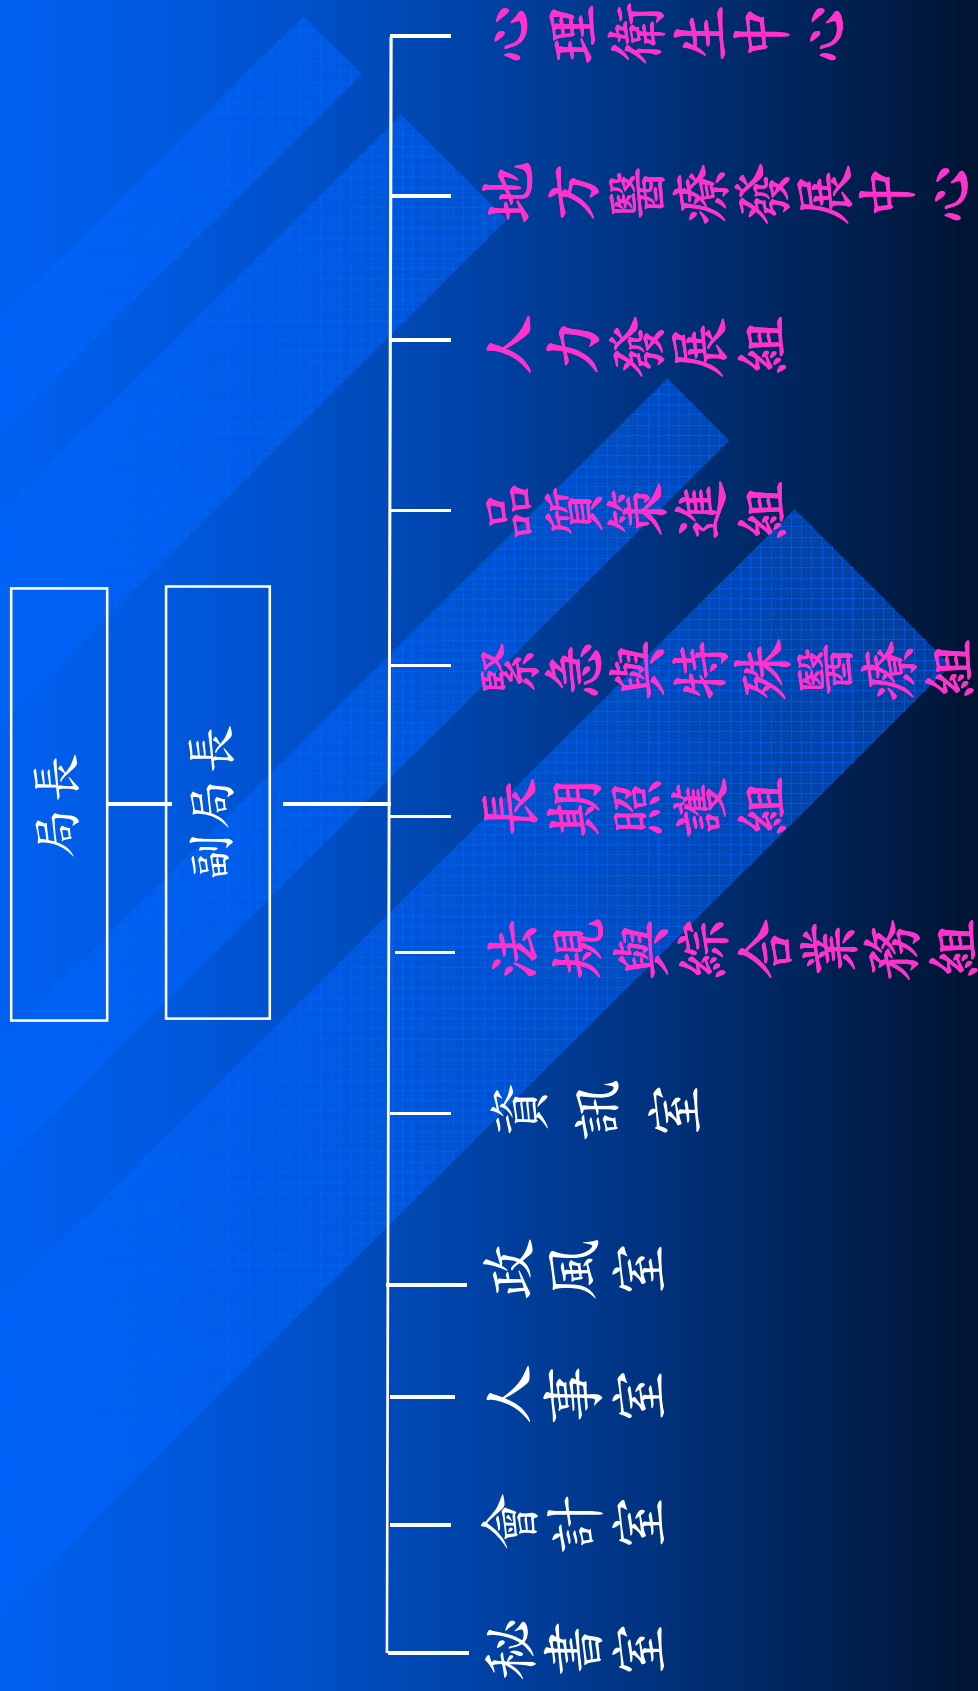 局長
副局長
秘書室
會計室
人事室
政風室
資訊室
法規與綜合業務組
長期照護組
緊急與特殊醫療組
品質策進組
人力發展組
地方醫療發展中心
心理衛生中心